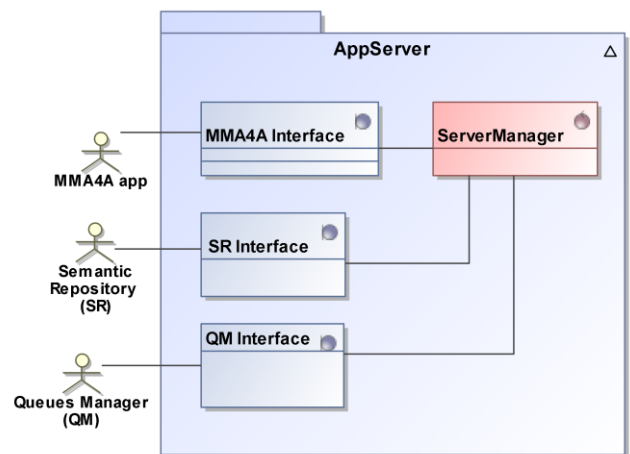 AppServer
MMA4A Interface
ServerManager
MMA4A app
SR Interface
Semantic
Repository
(SR)
QM Interface
Queues Manager
(QM)